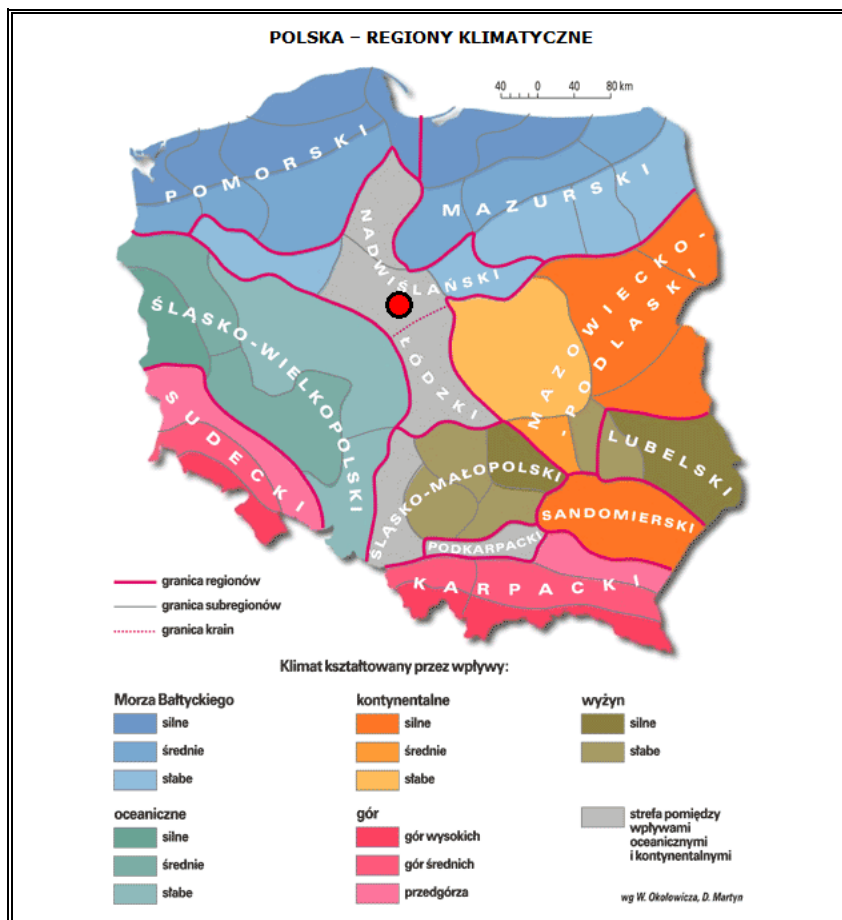 POLSKA – REGIONY KLIMATYCZNE
40 0 40 80 km
POMORSKI
MAZURSKI
NADWIŚLAŃSKI
MAZOWIECKO-
-PODLASKI
ŚLĄSKO-WIELKOPOLSKI
ŁÓDZKI
SUDECKI
LUBELSKI
ŚLĄSKO-MAŁOPOLSKI
SANDOMIERSKI
PODKARPACKI
KARPACKI
granica regionów
granica subregionów
granica krain
Klimat kształtowany przez wpływy:
Morza Bałtyckiego
silne
średnie
słabe
kontynentalne
silne
średnie
słabe
wyżyn
silne
słabe
oceaniczne
silne
średnie
słabe
gór
gór wysokich
gór średnich
przedgórza
strefa pomiędzy
wpływami
oceanicznymi
i kontynentalnymi
wg W. Okołowicza, D. Martyn